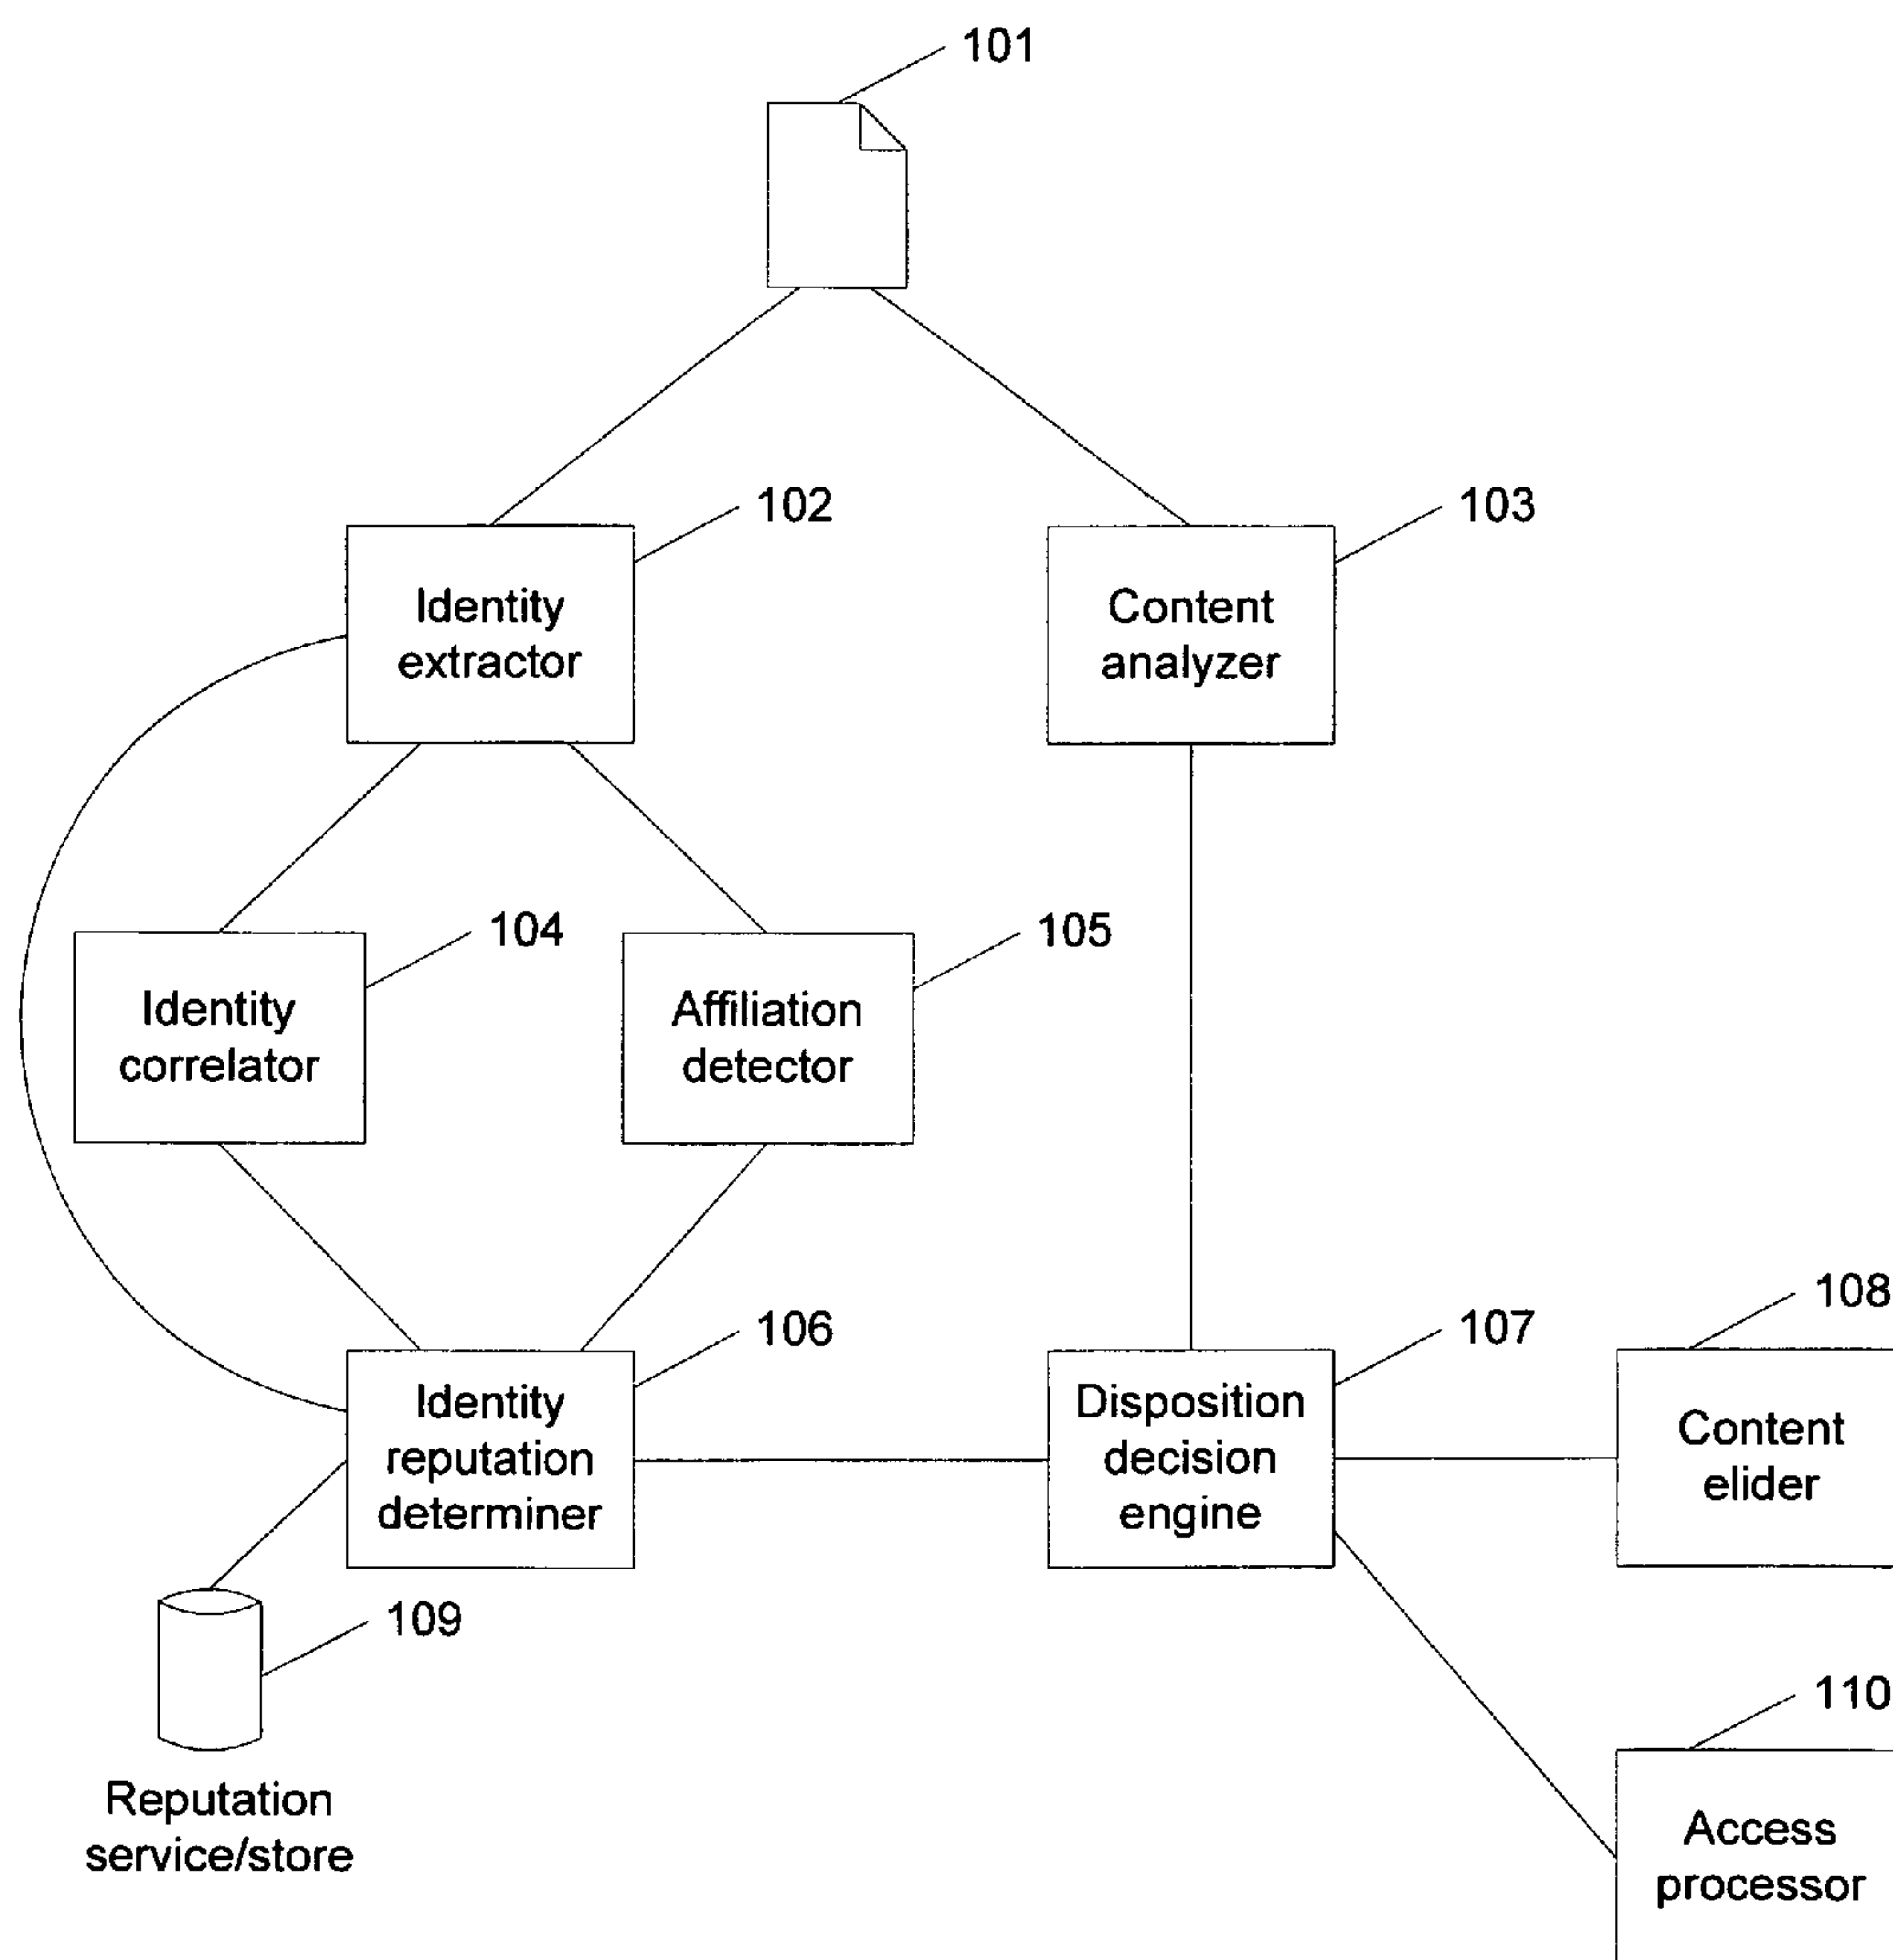 101
102
103
Identity
extractor
Content
analyzer
104
105
Identity
correlator
Affiliation
detector
106
107
108
Identity
reputation
determiner
Disposition
decision
engine
Content
elider
109
110
Reputation
service/store
Access
processor